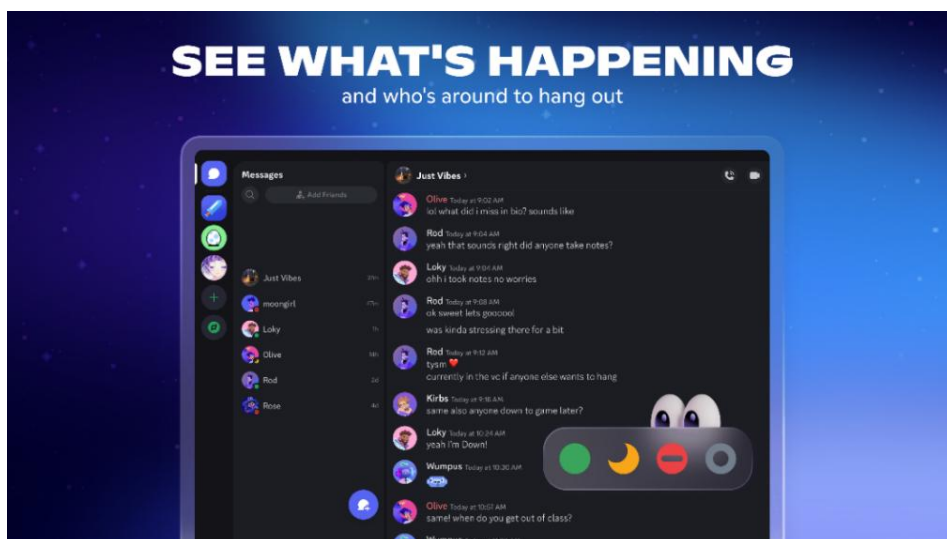 SEE WHAT'S HAPPENING
and who's around to hang out
Messages
Add Friends
Just Vibes
moongirl
Loky
1h
Olive
Rod
2d
Rose
4d
Just Vibes ›
Olive Today at 9:02 AM
lol what did i miss in bio? sounds like
Rod Today at 9:04 AM
yeah that sounds right did anyone take notes?
Loky Today at 9:04 AM
ohh i took notes no worries
Rod Today at 9:08 AM
ok sweet lets goooool
was kinda stressing there for a bit
Rod Today at 9:12 AM
tysm ❤️
currently in the vc if anyone else wants to hang
Kirbs Today at 9:18 AM
same also anyone down to game later?
Loky Today at 10:24 AM
yeah I'm Down!
Wumpus Today at 10:30 AM
Olive Today at 10:51 AM
same! when do you get out of class?